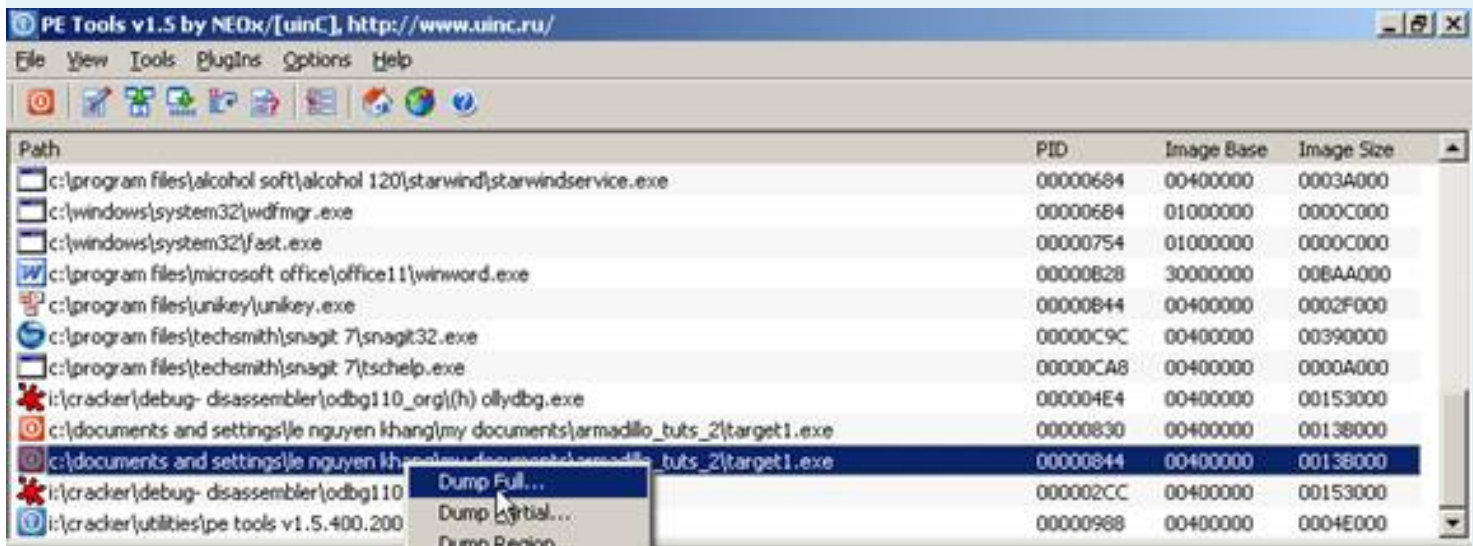 PE Tools v1.5 by NEOx/[uinC], http://www.uinc.ru/
File View Tools PlugIns Options Help
Path PID Image Base Image Size
c:\program files\alcohol soft\alcohol 120\starwind\starwindservice.exe 00000684 00400000 0003A000
c:\windows\system32\wdfmgr.exe 000006B4 01000000 0000C000
c:\windows\system32\fast.exe 00000754 01000000 0000C000
c:\program files\microsoft office\office11\winword.exe 00000B28 30000000 00BAA000
c:\program files\unikey\unikey.exe 00000B44 00400000 0002F000
c:\program files\techsmith\snagit 7\snagit32.exe 00000C9C 00400000 00390000
c:\program files\techsmith\snagit 7\tschelp.exe 00000CA8 00400000 0000A000
i:\cracker\debug- disassembler\odbg110_org\(h) ollydbg.exe 000004E4 00400000 00153000
c:\documents and settings\le nguyen khang\my documents\armadillo_tuts_2\target1.exe 00000830 00400000 0013B000
c:\documents and settings\le nguyen khang\my documents\armadillo_tuts_2\target1.exe 00000844 00400000 0013B000
i:\cracker\debug- disassembler\odbg110 000002CC 00400000 00153000
i:\cracker\utilities\pe tools v1.5.400.200 00000988 00400000 0004E000
Dump Full...
Dump Partial...
Dump Region...